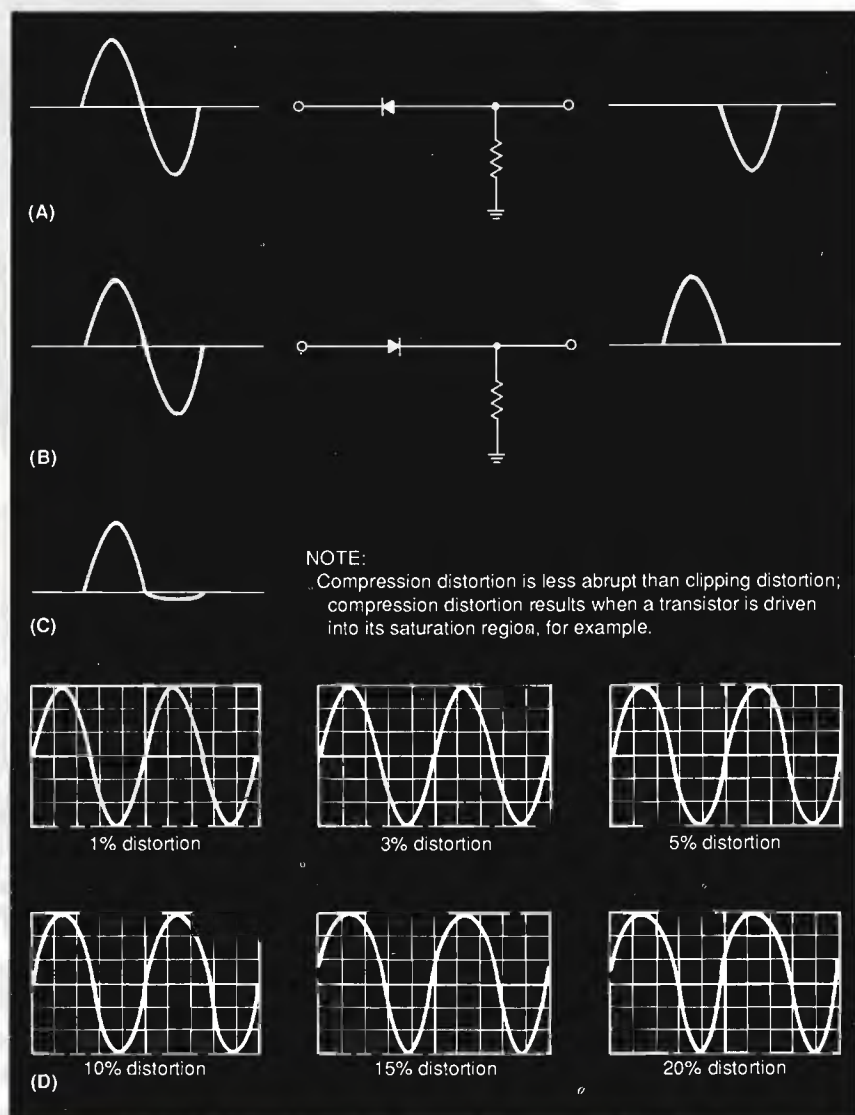 (A)
(B)
(C)
NOTE:
Compression distortion is less abrupt than clipping distortion;
compression distortion results when a transistor is driven
into its saturation region, for example.
1% distortion
3% distortion
5% distortion
10% distortion
15% distortion
20% distortion
(D)